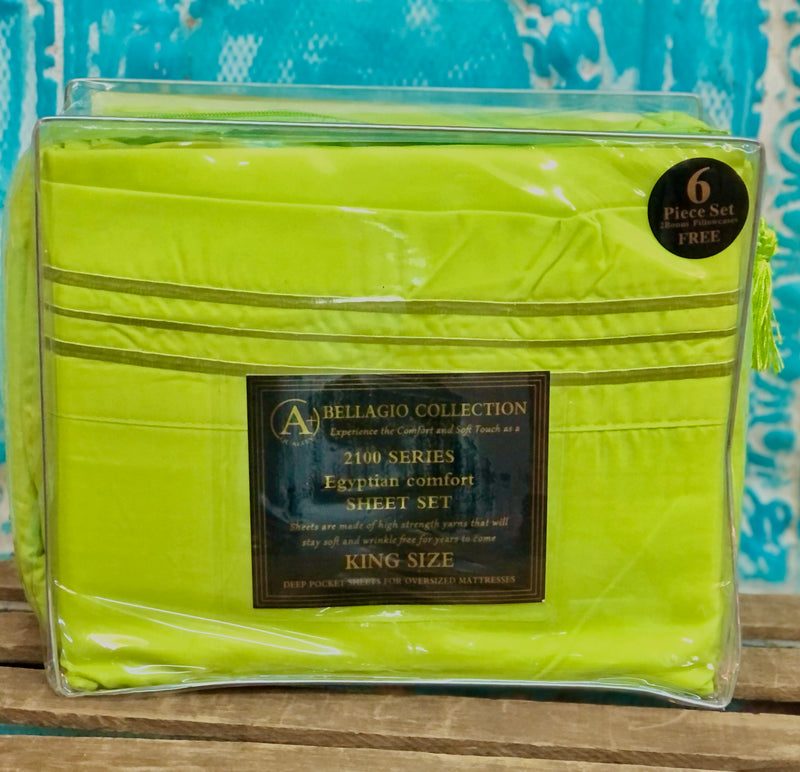 6
Piece Set
2Bonus Pillowcases
FREE
A+
BELLAGIO COLLECTION
Experience the Comfort and Soft Touch as a
2100 SERIES
Egyptian comfort
SHEET SET
Sheets are made of high strength yarns that will
stay soft and wrinkle free for years to come
KING SIZE
DEEP POCKET SHEETS FOR OVERSIZED MATTRESSES